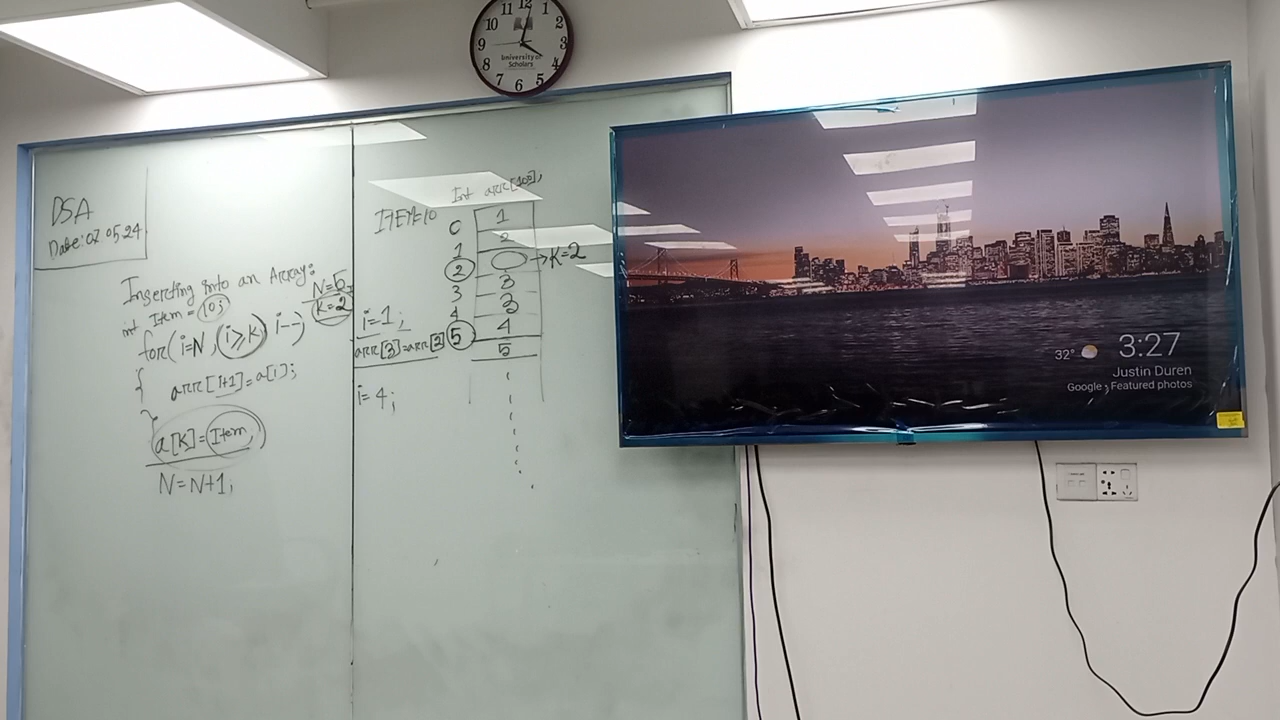 12
11
1
10
2
9
3
8
4
7
6
5
University of
Scholars
DSA
Date: 02.05.24
Inserting into an Array:
N=5,
K=2
int Item = 10;
for(i=N, (i≥K) i--)
{
arr[i+1]=a[i];
}
a[K]=Item,
N=N+1;
ITEM=10
Int arr[100],
0 1
1 2
2 → K=2
3 3
4 3
5 4
5
i=1;
arr[3]=arr[2]
i=4;
32° 3:27
Justin Duren
Google, Featured photos